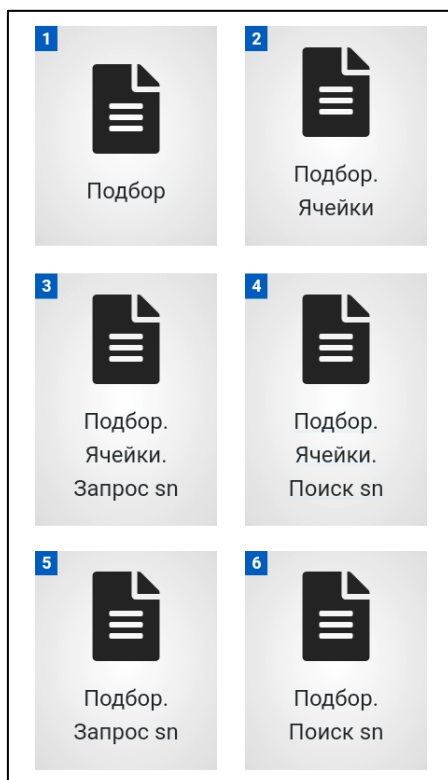 1
Подбор
2
Подбор.
Ячейки
3
Подбор.
Ячейки.
Запрос sn
4
Подбор.
Ячейки.
Поиск sn
5
Подбор.
Запрос sn
6
Подбор.
Поиск sn